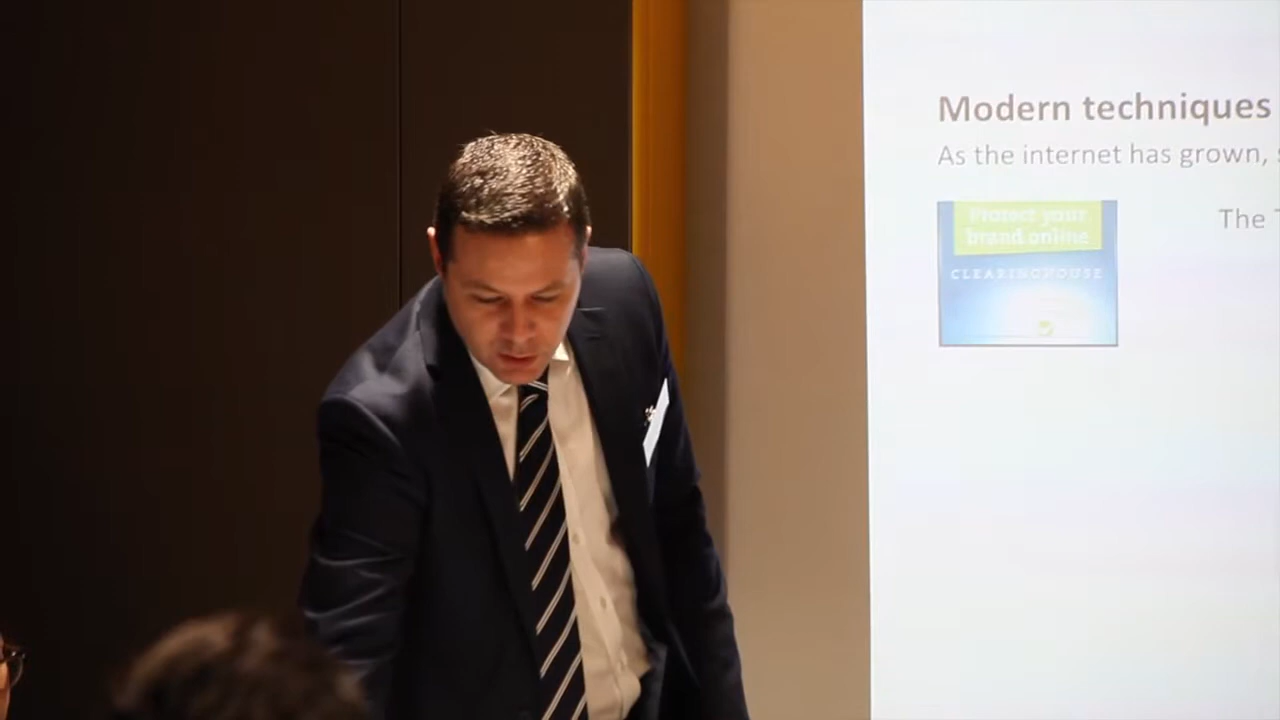 Modern techniques
As the internet has grown,
Protect your
brand online
CLEARINGHOUSE
The